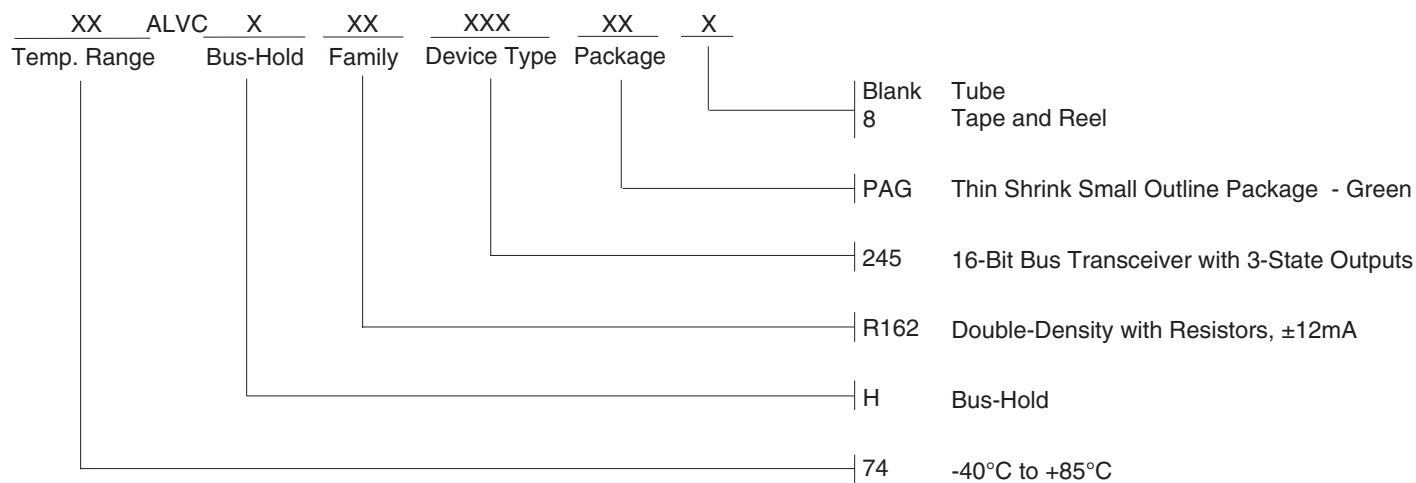 XX ALVC X XX XXX XX X
Temp. Range Bus-Hold Family Device Type Package
Blank Tube
8 Tape and Reel
PAG Thin Shrink Small Outline Package - Green
245 16-Bit Bus Transceiver with 3-State Outputs
R162 Double-Density with Resistors, ±12mA
H Bus-Hold
74 -40°C to +85°C